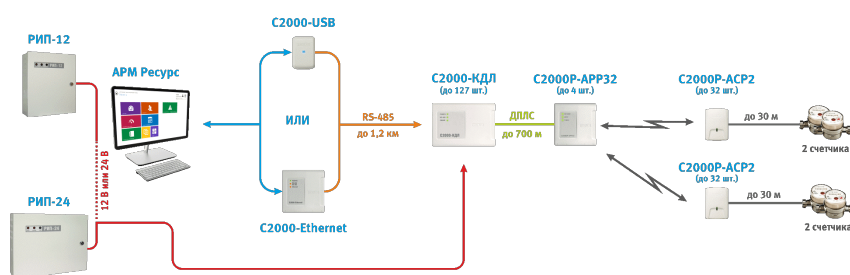 С2000-USB
РИП-12
АРМ Ресурс
12 В или 24 В
РИП-24
ИЛИ
С2000-Ethernet
RS-485
до 1,2 км
С2000-КДЛ
(до 127 шт.)
С2000-КДЛ
ДПЛС
до 700 м
С2000Р-АРР32
(до 4 шт.)
С2000Р-АСР2
(до 32 шт.)
до 30 м
2 счетчика
С2000Р-АСР2
(до 32 шт.)
до 30 м
2 счетчика